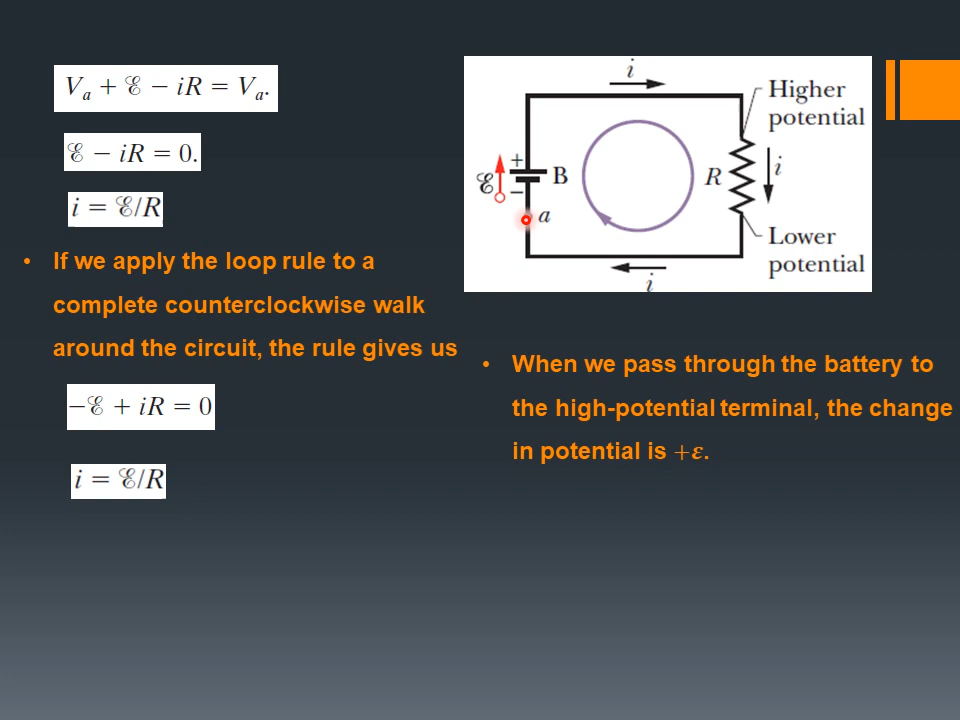 Vₐ + ℰ − iR = Vₐ.
ℰ − iR = 0.
i = ℰ/R
• If we apply the loop rule to a
complete counterclockwise walk
around the circuit, the rule gives us
−ℰ + iR = 0
i = ℰ/R
i
Higher
potential
+
ℰ
B
−
a
R
i
Lower
potential
i
• When we pass through the battery to
the high-potential terminal, the change
in potential is +ε.